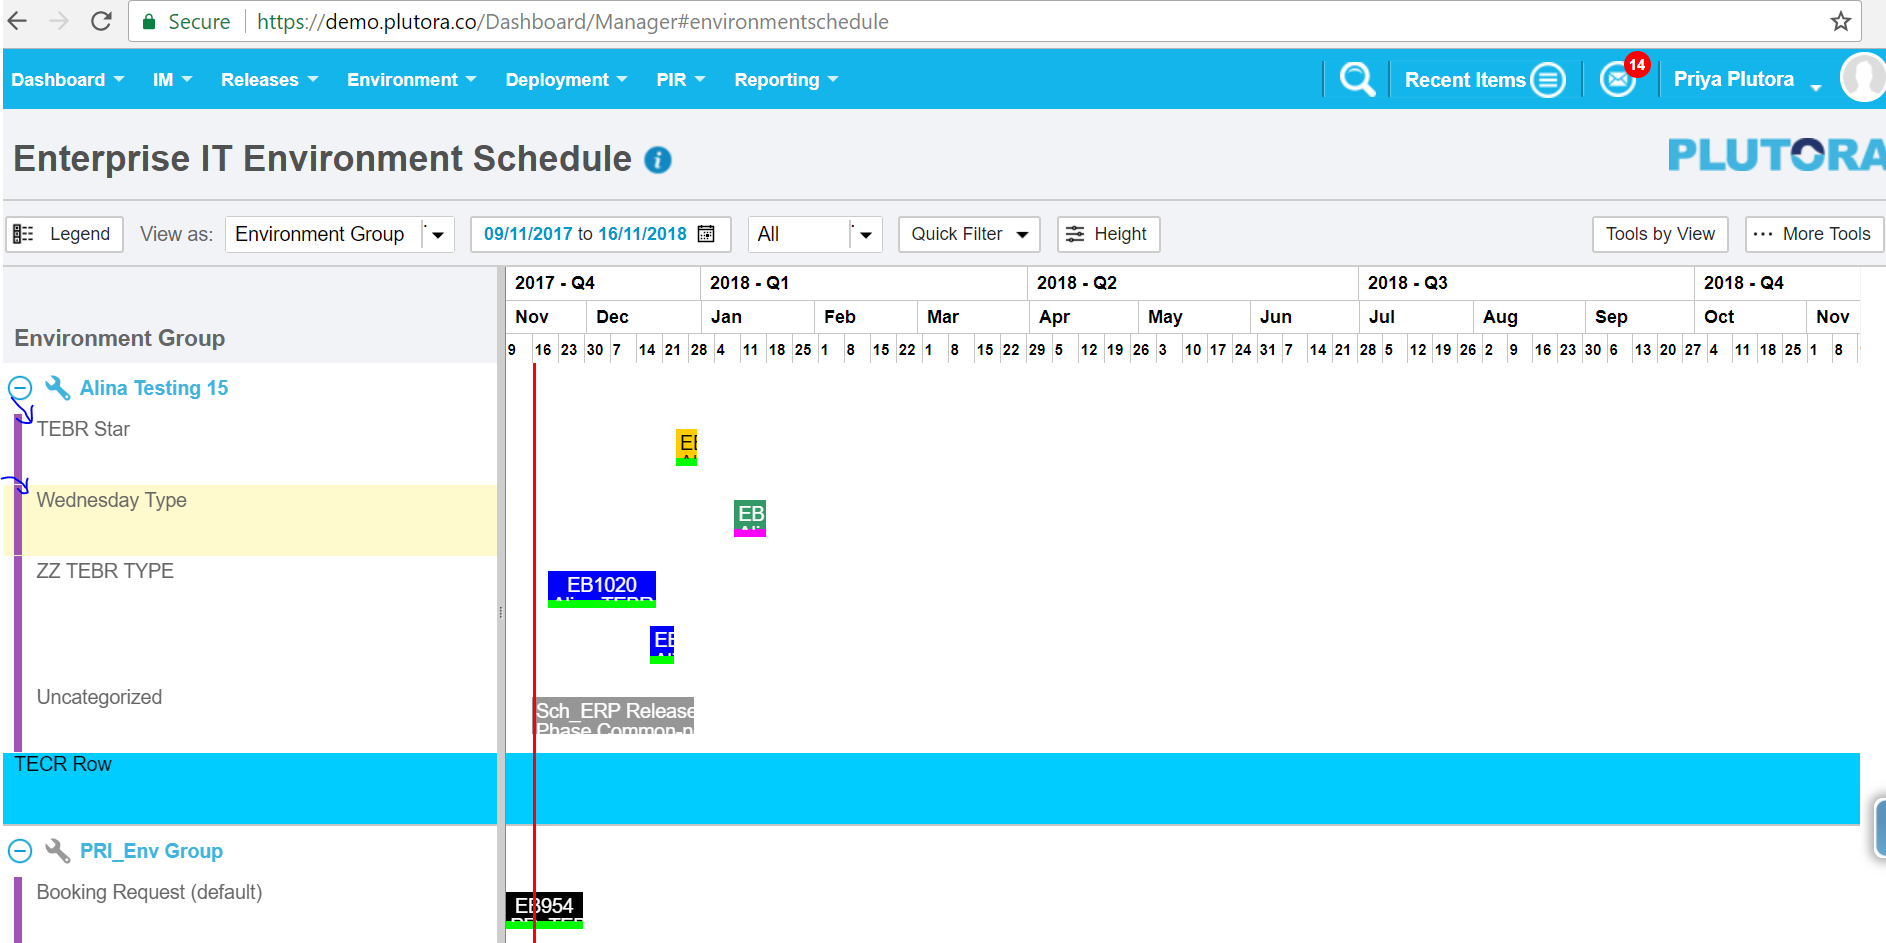 Secure https://demo.plutora.co/Dashboard/Manager#environmentschedule
Dashboard IM Releases Environment Deployment PIR Reporting Recent Items 14 Priya Plutora
Enterprise IT Environment Schedule i PLUTORA
Legend View as: Environment Group 09/11/2017 to 16/11/2018 All Quick Filter Height Tools by View ... More Tools
2017 - Q4 2018 - Q1 2018 - Q2 2018 - Q3 2018 - Q4
Nov Dec Jan Feb Mar Apr May Jun Jul Aug Sep Oct Nov
Environment Group
9 16 23 30 7 14 21 28 4 11 18 25 1 8 15 22 1 8 15 22 29 5 12 19 26 3 10 17 24 31 7 14 21 28 5 12 19 26 2 9 16 23 30 6 13 20 27 4 11 18 25 1 8
Alina Testing 15
TEBR Star
EB
Wednesday Type
EB
ZZ TEBR TYPE
EB1020
Alina TEBR
EB
Uncategorized
Sch_ERP Release
Phase Common-n
TECR Row
PRI_Env Group
Booking Request (default)
EB954